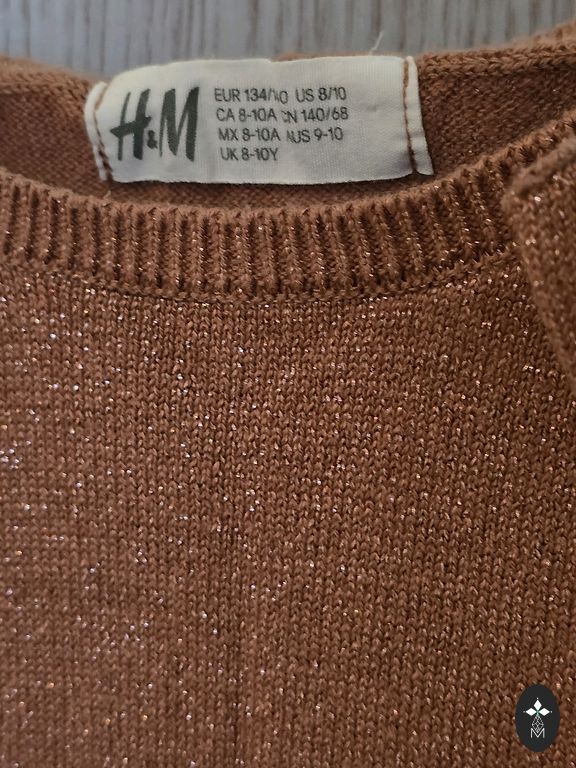 H&M
EUR 134/140 US 8/10
CA 8-10A CN 140/68
MX 8-10A AUS 9-10
UK 8-10Y
M